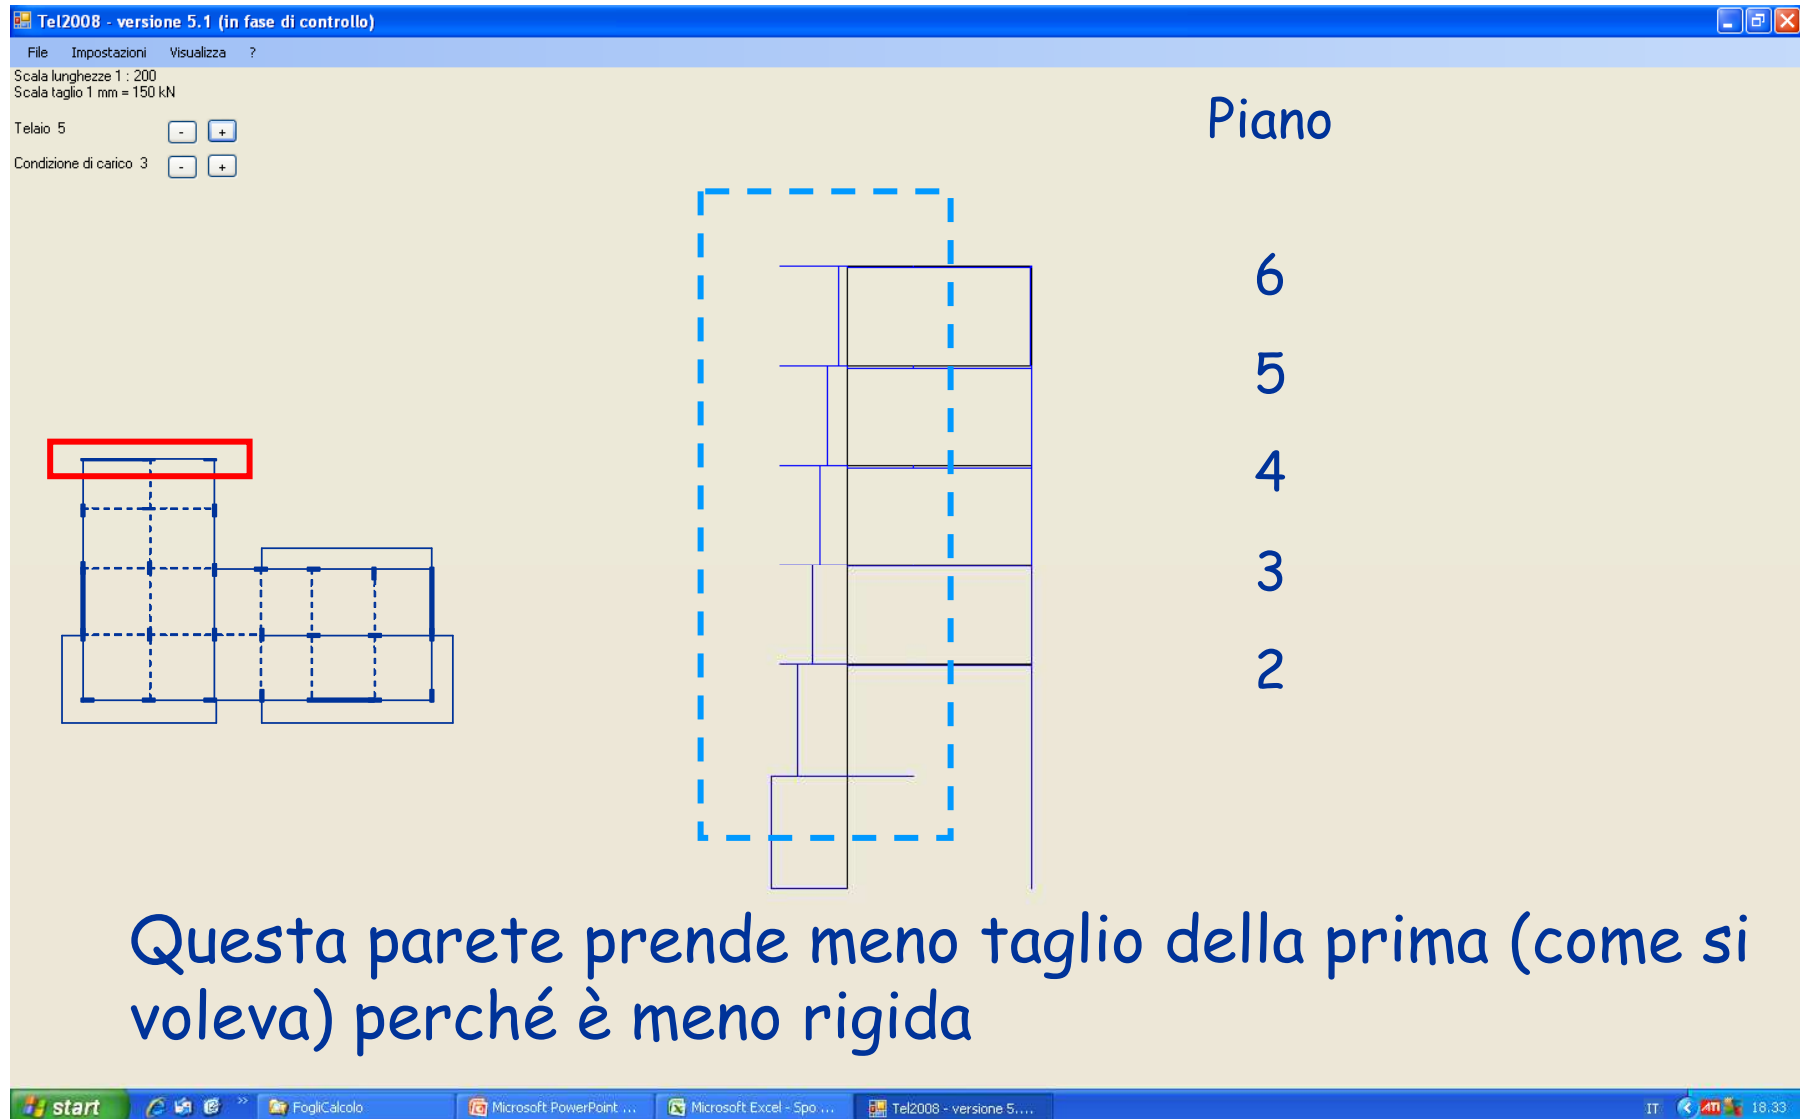 Tel2008 - versione 5.1 (in fase di controllo)
File Impostazioni Visualizza ?
Scala lunghezze 1 : 200
Scala taglio 1 mm = 150 kN
Telaio 5 - +
Condizione di carico 3 - +
Piano
6
5
4
3
2
Questa parete prende meno taglio della prima (come si
voleva) perché è meno rigida
start » FogliCalcolo Microsoft PowerPoint ... Microsoft Excel - Spo ... Tel2008 - versione 5.... IT ATI 18.33